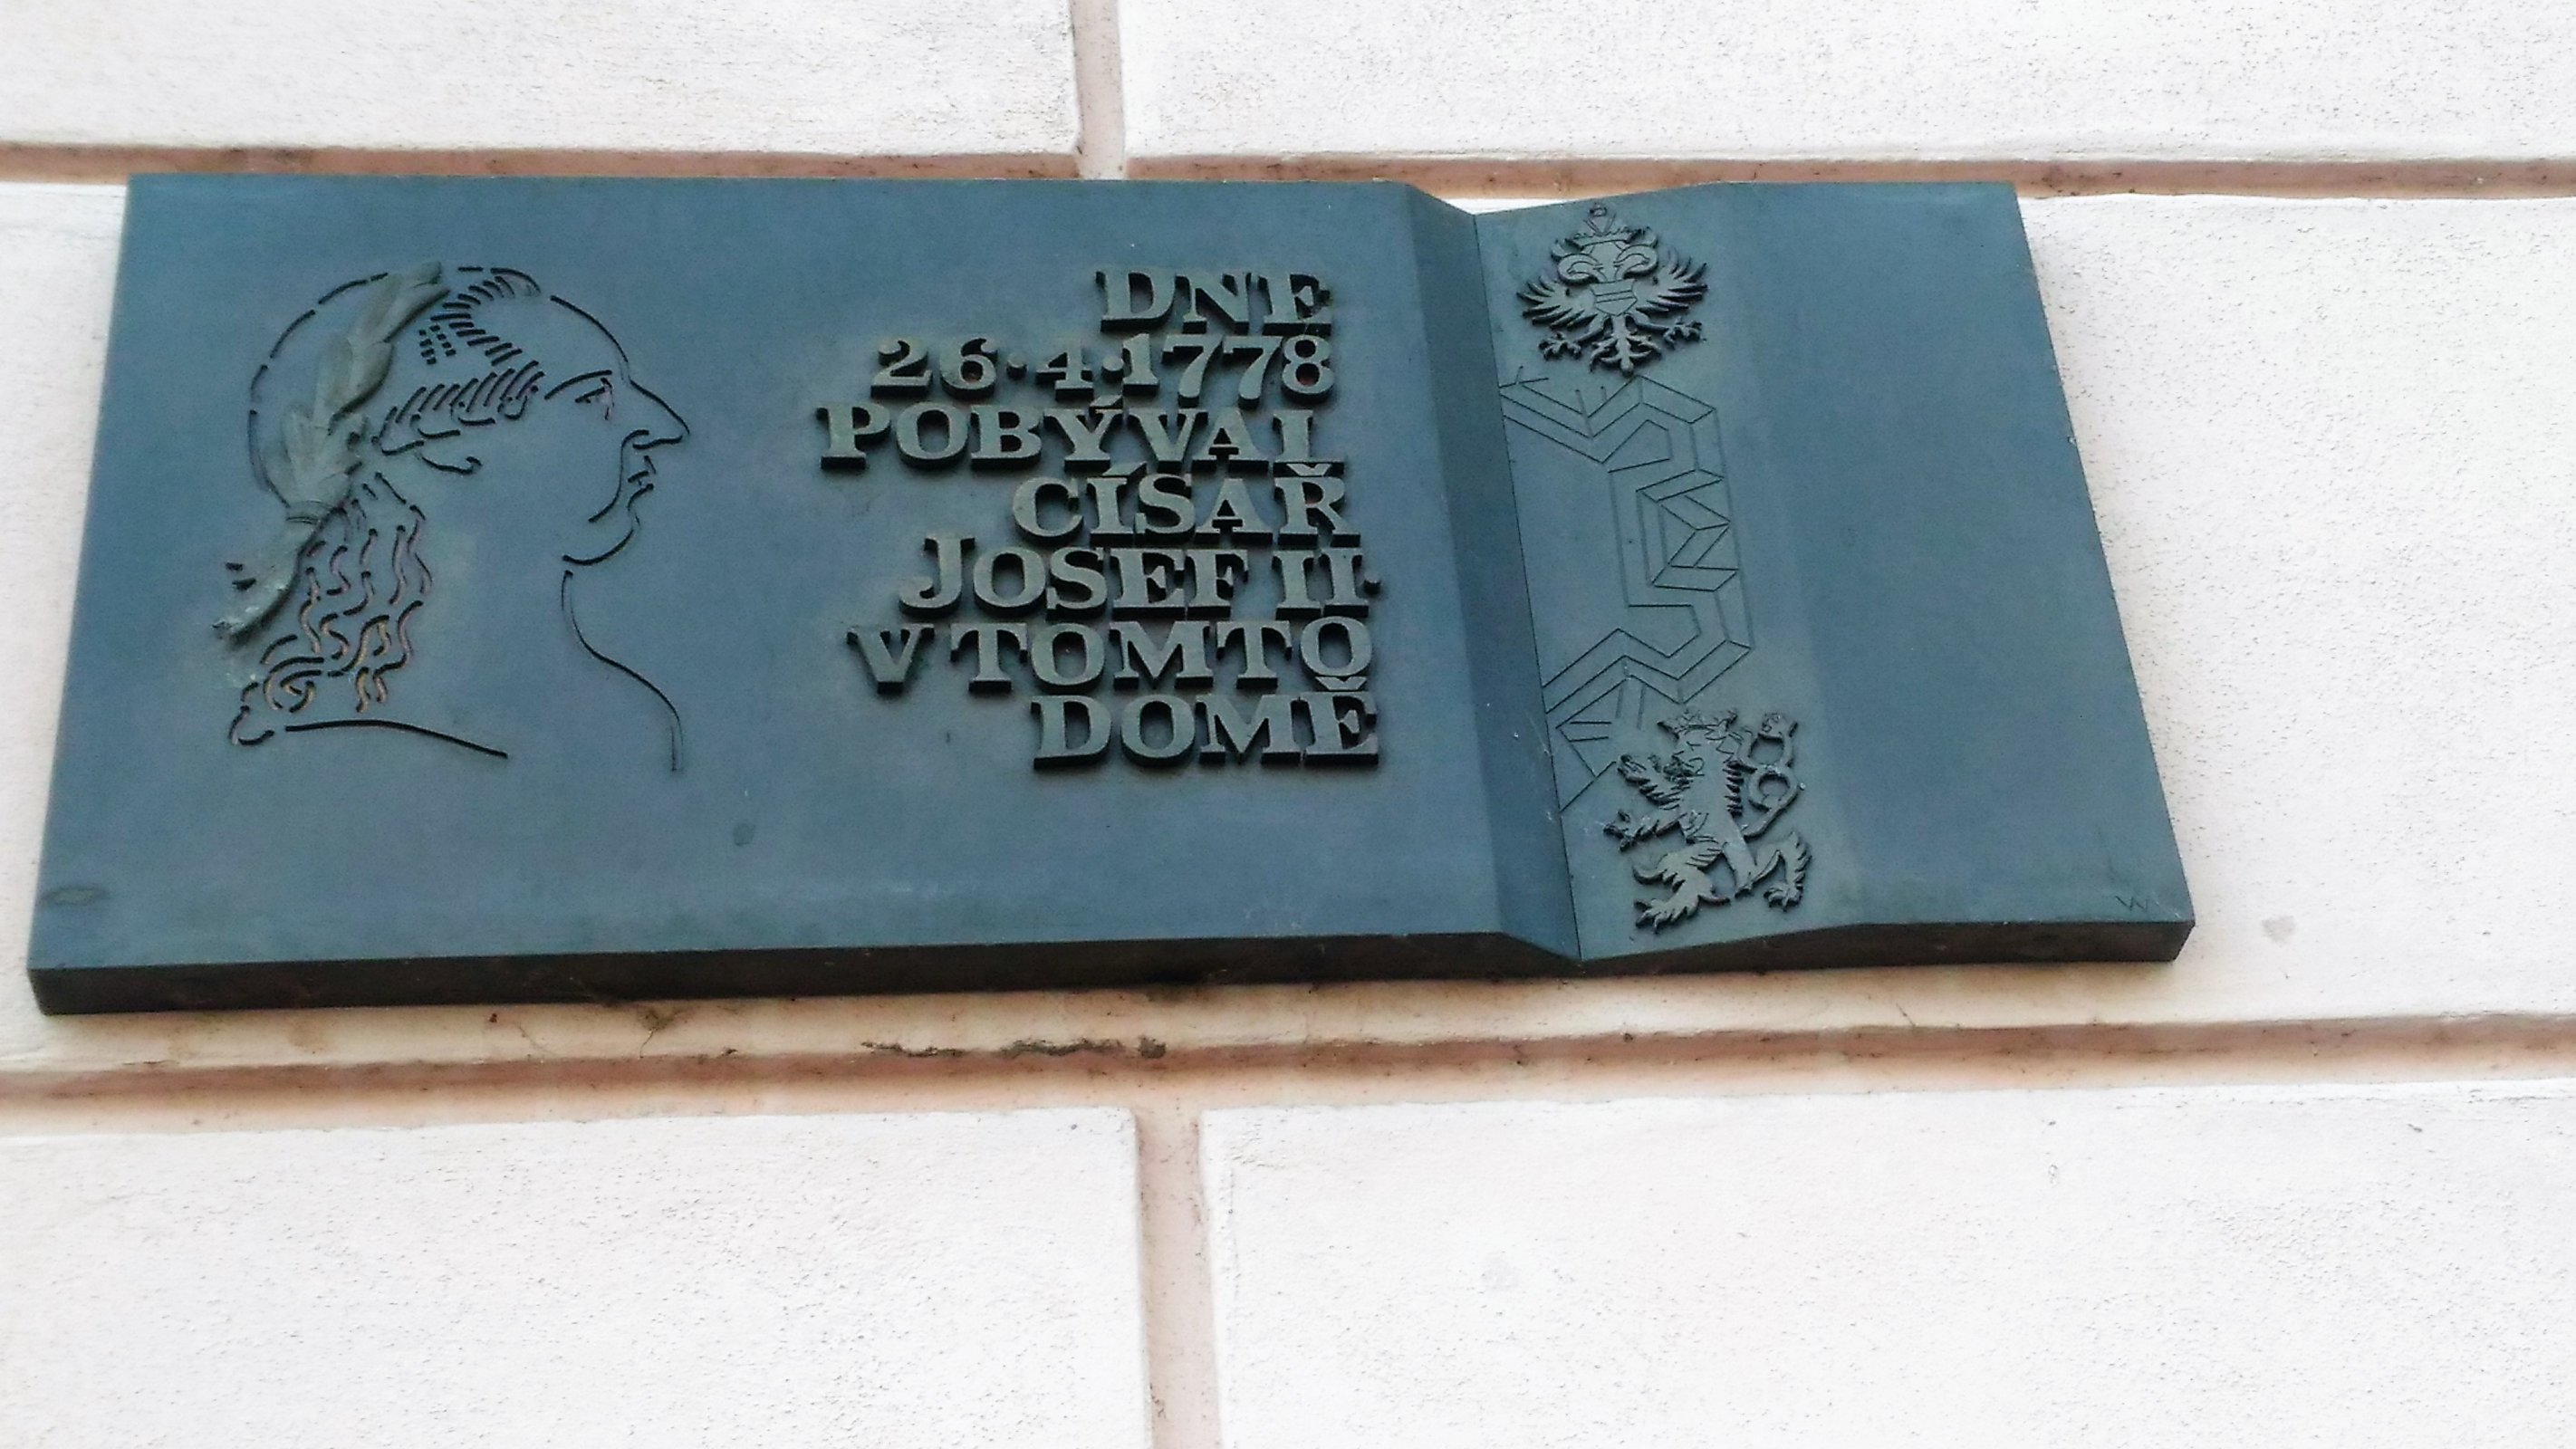 DNE
26·4·1778
POBÝVAL
CÍSAŘ
JOSEF II.
V TOMTO
DOMĚ